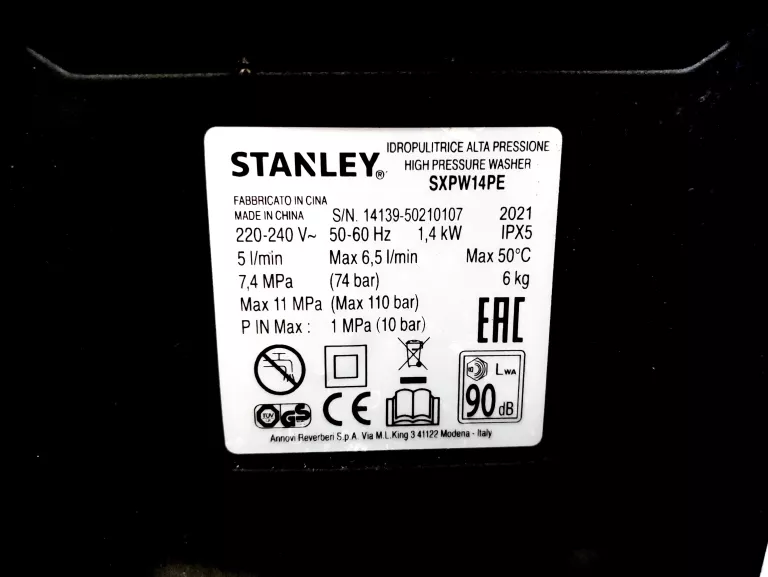 STANLEY®
IDROPULITRICE ALTA PRESSIONE
HIGH PRESSURE WASHER
SXPW14PE
FABBRICATO IN CINA
MADE IN CHINA S/N. 14139-50210107 2021
220-240 V~ 50-60 Hz 1,4 kW IPX5
5 l/min Max 6,5 l/min Max 50°C
7,4 MPa (74 bar) 6 kg
Max 11 MPa (Max 110 bar)
P IN Max : 1 MPa (10 bar)
EAC
LWA
90 dB
TUV GS CE
Annovi Reverberi S.p.A. Via M.L.King 3 41122 Modena - Italy